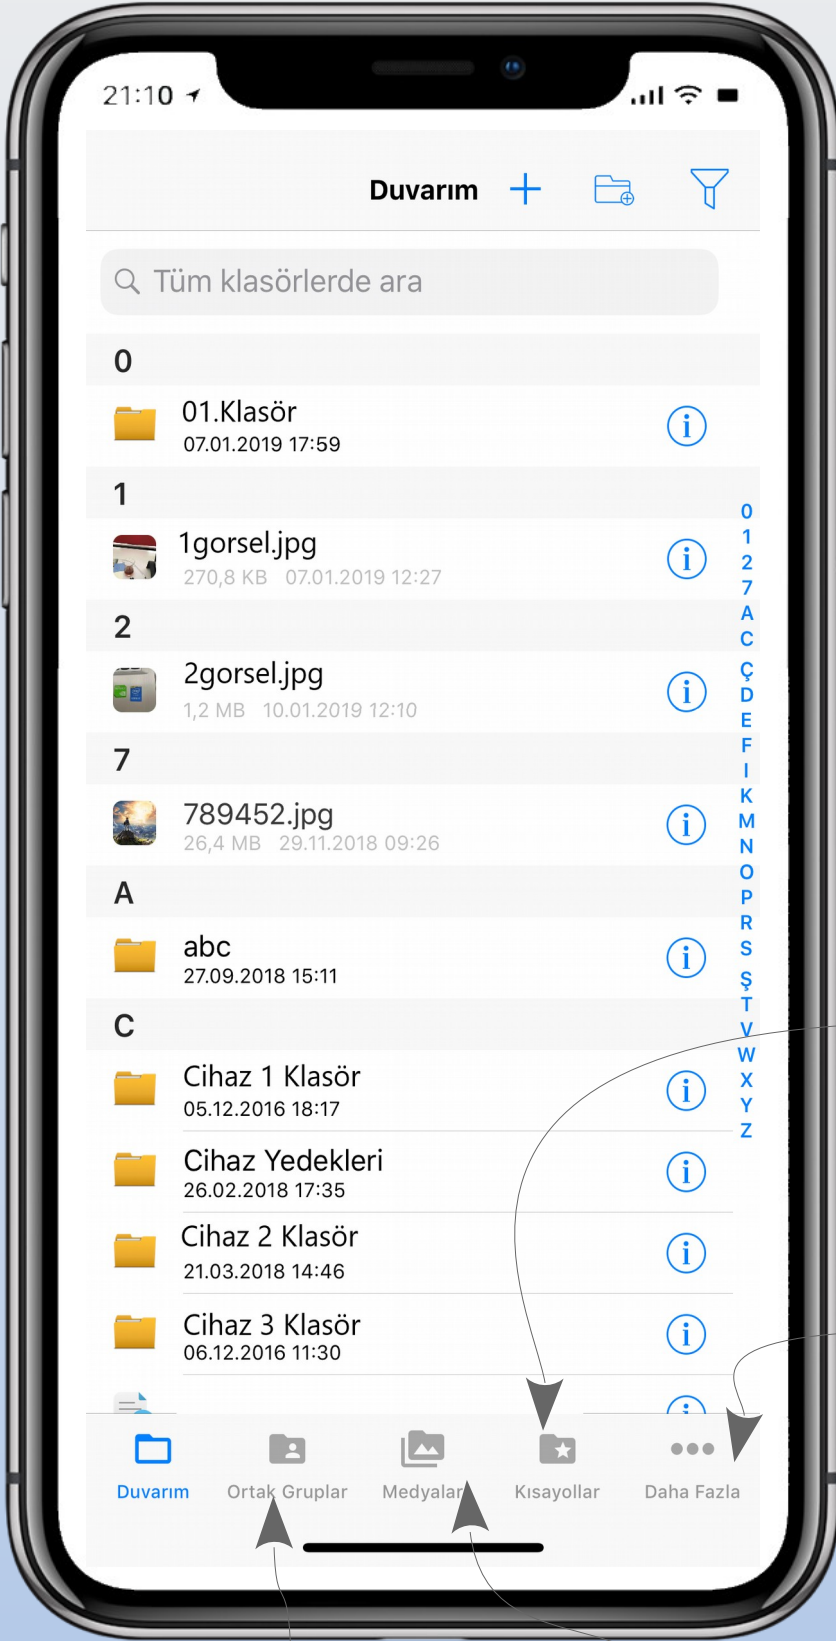 21:10
Duvarım
Tüm klasörlerde ara
0
01.Klasör
07.01.2019 17:59
1
1gorsel.jpg
270,8 KB 07.01.2019 12:27
2
2gorsel.jpg
1,2 MB 10.01.2019 12:10
7
789452.jpg
26,4 MB 29.11.2018 09:26
A
abc
27.09.2018 15:11
C
Cihaz 1 Klasör
05.12.2016 18:17
Cihaz Yedekleri
26.02.2018 17:35
Cihaz 2 Klasör
21.03.2018 14:46
Cihaz 3 Klasör
06.12.2016 11:30
0
1
2
7
A
C
Ç
D
E
F
I
K
M
N
O
P
R
S
Ş
T
V
W
X
Y
Z
Duvarım
Ortak Gruplar
Medyalar
Kısayollar
Daha Fazla